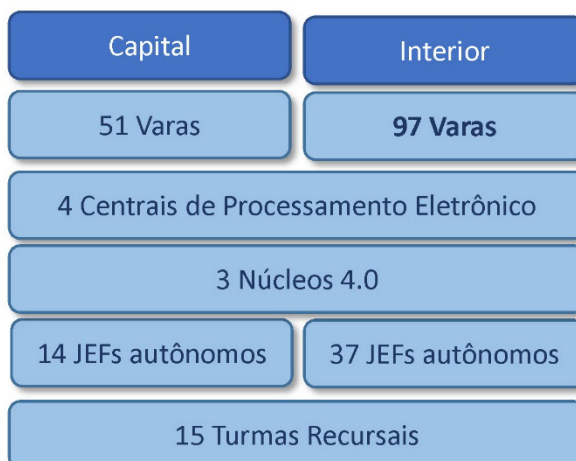 Capital
Interior
51 Varas
97 Varas
4 Centrais de Processamento Eletrônico
3 Núcleos 4.0
14 JEFs autônomos
37 JEFs autônomos
15 Turmas Recursais